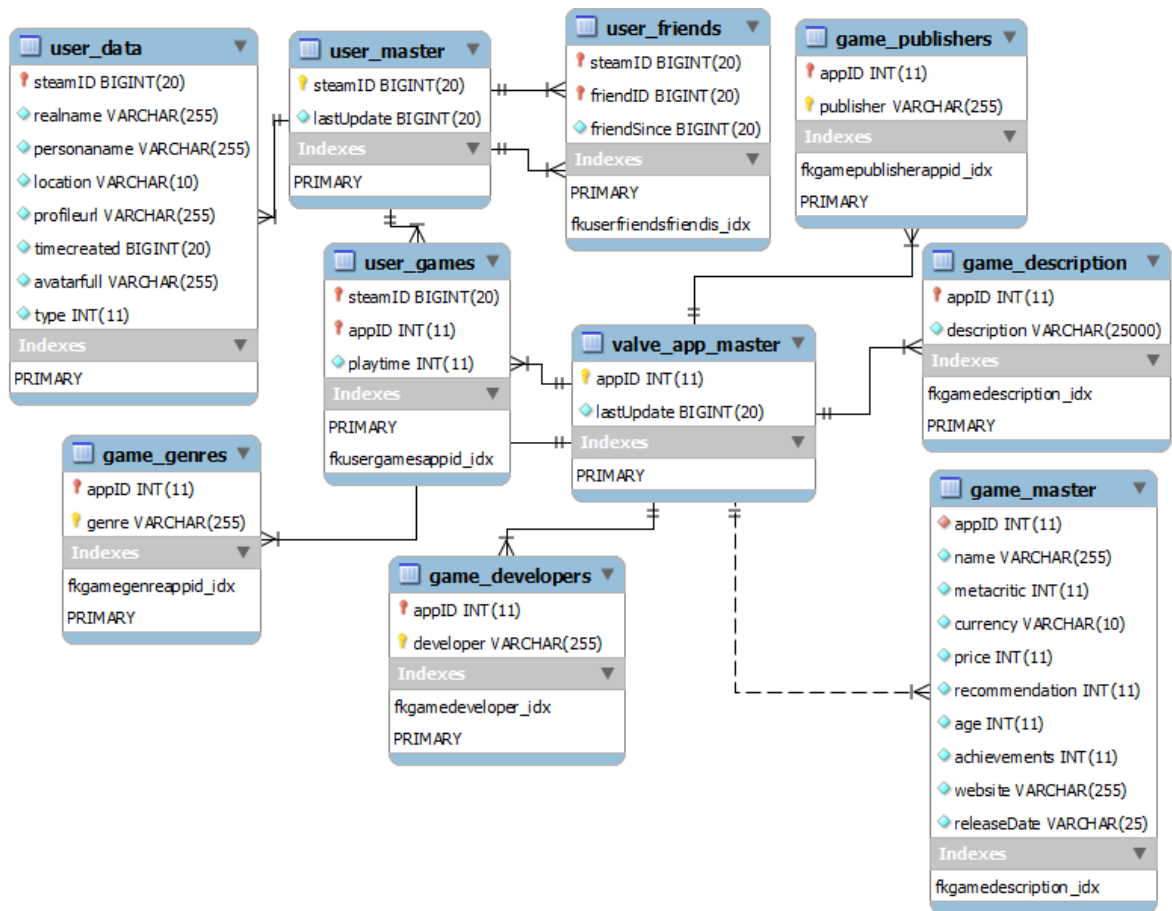 user_data
steamID BIGINT(20)
realname VARCHAR(255)
personaname VARCHAR(255)
location VARCHAR(10)
profileurl VARCHAR(255)
timecreated BIGINT(20)
avatarfull VARCHAR(255)
type INT(11)
Indexes
PRIMARY
user_master
steamID BIGINT(20)
lastUpdate BIGINT(20)
Indexes
PRIMARY
user_friends
steamID BIGINT(20)
friendID BIGINT(20)
friendSince BIGINT(20)
Indexes
PRIMARY
fkuserfriendsfriendis_idx
game_publishers
appID INT(11)
publisher VARCHAR(255)
Indexes
fkgamepublisherappid_idx
PRIMARY
user_games
steamID BIGINT(20)
appID INT(11)
playtime INT(11)
Indexes
PRIMARY
fkusergamesappid_idx
valve_app_master
appID INT(11)
lastUpdate BIGINT(20)
Indexes
PRIMARY
game_description
appID INT(11)
description VARCHAR(25000)
Indexes
fkgamedescription_idx
PRIMARY
game_genres
appID INT(11)
genre VARCHAR(255)
Indexes
fkgamegenreappid_idx
PRIMARY
game_developers
appID INT(11)
developer VARCHAR(255)
Indexes
fkgamedeveloper_idx
PRIMARY
game_master
appID INT(11)
name VARCHAR(255)
metacritic INT(11)
currency VARCHAR(10)
price INT(11)
recommendation INT(11)
age INT(11)
achievements INT(11)
website VARCHAR(255)
releaseDate VARCHAR(25)
Indexes
fkgamedescription_idx